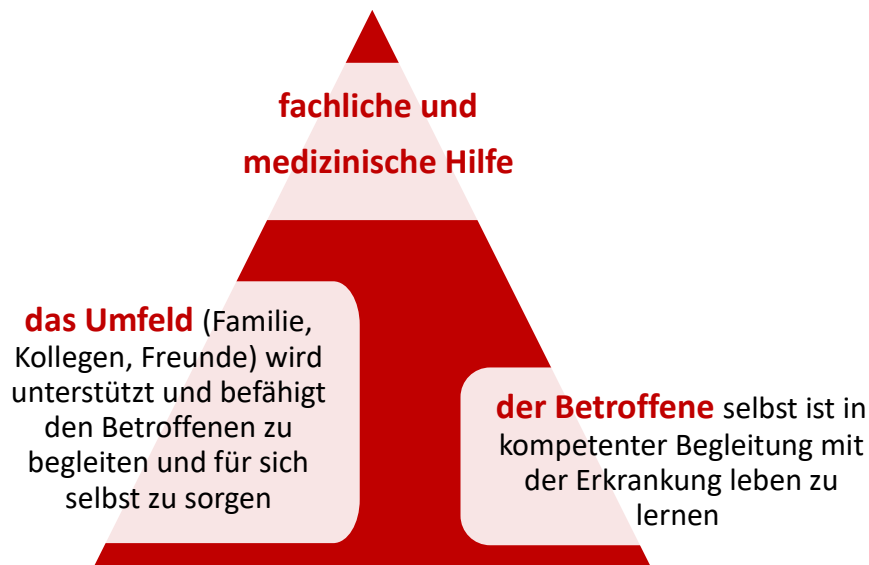 fachliche und
medizinische Hilfe
das Umfeld (Familie,
Kollegen, Freunde) wird
unterstützt und befähigt
den Betroffenen zu
begleiten und für sich
selbst zu sorgen
der Betroffene selbst ist in
kompetenter Begleitung mit
der Erkrankung leben zu
lernen